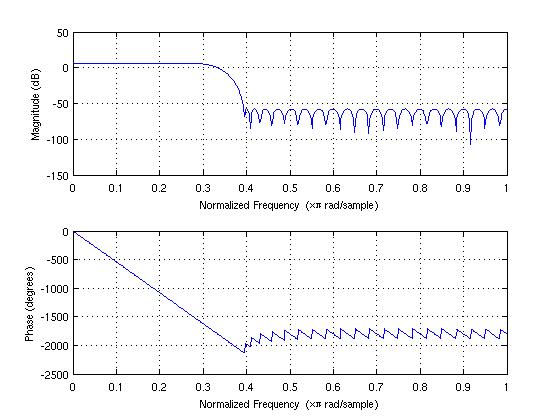 50
0
-50
-100
-150
Magnitude (dB)
0 0.1 0.2 0.3 0.4 0.5 0.6 0.7 0.8 0.9 1
Normalized Frequency (×π rad/sample)
0
-500
-1000
-1500
-2000
-2500
Phase (degrees)
0 0.1 0.2 0.3 0.4 0.5 0.6 0.7 0.8 0.9 1
Normalized Frequency (×π rad/sample)